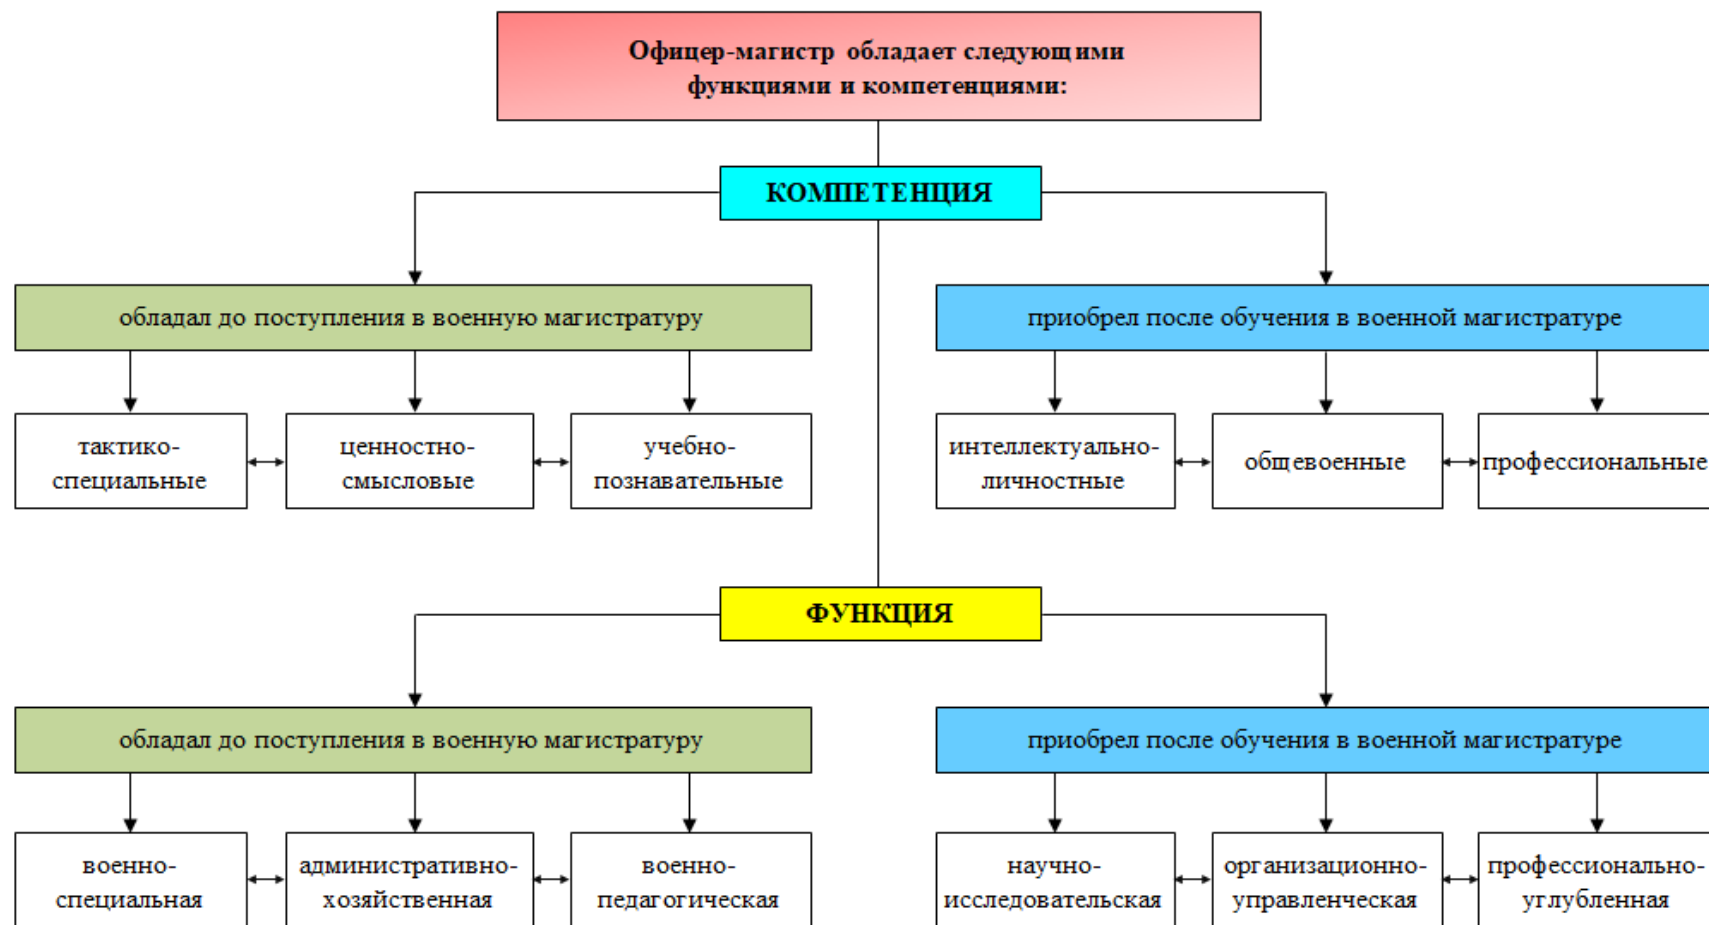 Офицер-магистр обладает следующими
функциями и компетенциями:
КОМПЕТЕНЦИЯ
обладал до поступления в военную магистратуру
приобрел после обучения в военной магистратуре
тактико-
специальные
ценностно-
смысловые
учебно-
познавательные
интеллектуально-
личностные
общевоенные
профессиональные
ФУНКЦИЯ
обладал до поступления в военную магистратуру
приобрел после обучения в военной магистратуре
военно-
специальная
административно-
хозяйственная
военно-
педагогическая
научно-
исследовательская
организационно-
управленческая
профессионально-
углубленная